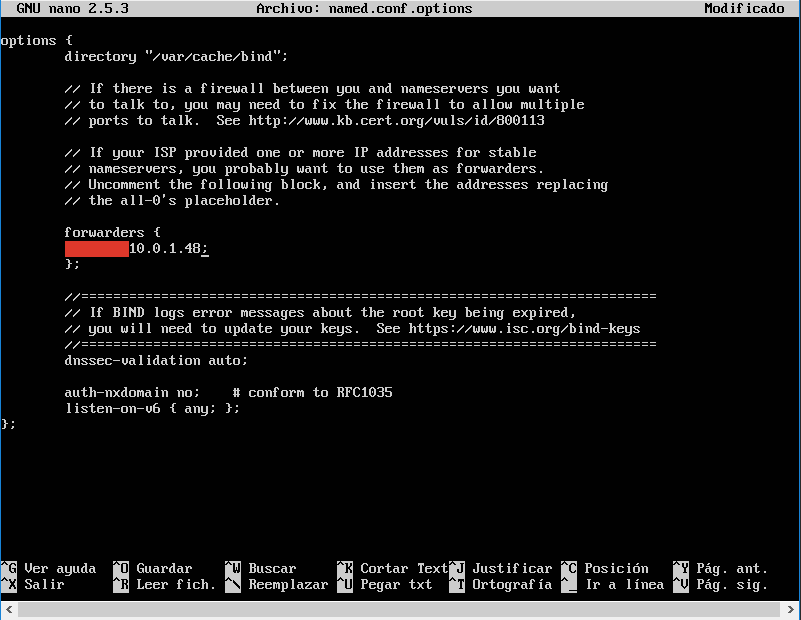 GNU nano 2.5.3 Archivo: named.conf.options Modificado
options {
directory "/var/cache/bind";
// If there is a firewall between you and nameservers you want
// to talk to, you may need to fix the firewall to allow multiple
// ports to talk.  See http://www.kb.cert.org/vuls/id/800113
// If your ISP provided one or more IP addresses for stable
// nameservers, you probably want to use them as forwarders.
// Uncomment the following block, and insert the addresses replacing
// the all-0's placeholder.
forwarders {
10.0.1.48;
};
//========================================================================
// If BIND logs error messages about the root key being expired,
// you will need to update your keys.  See https://www.isc.org/bind-keys
//========================================================================
dnssec-validation auto;
auth-nxdomain no;    # conform to RFC1035
listen-on-v6 { any; };
};
^G Ver ayuda ^O Guardar ^W Buscar ^K Cortar Text ^J Justificar ^C Posición ^Y Pág. ant.
^X Salir ^R Leer fich. ^\ Reemplazar ^U Pegar txt ^T Ortografía ^_ Ir a línea ^V Pág. sig.